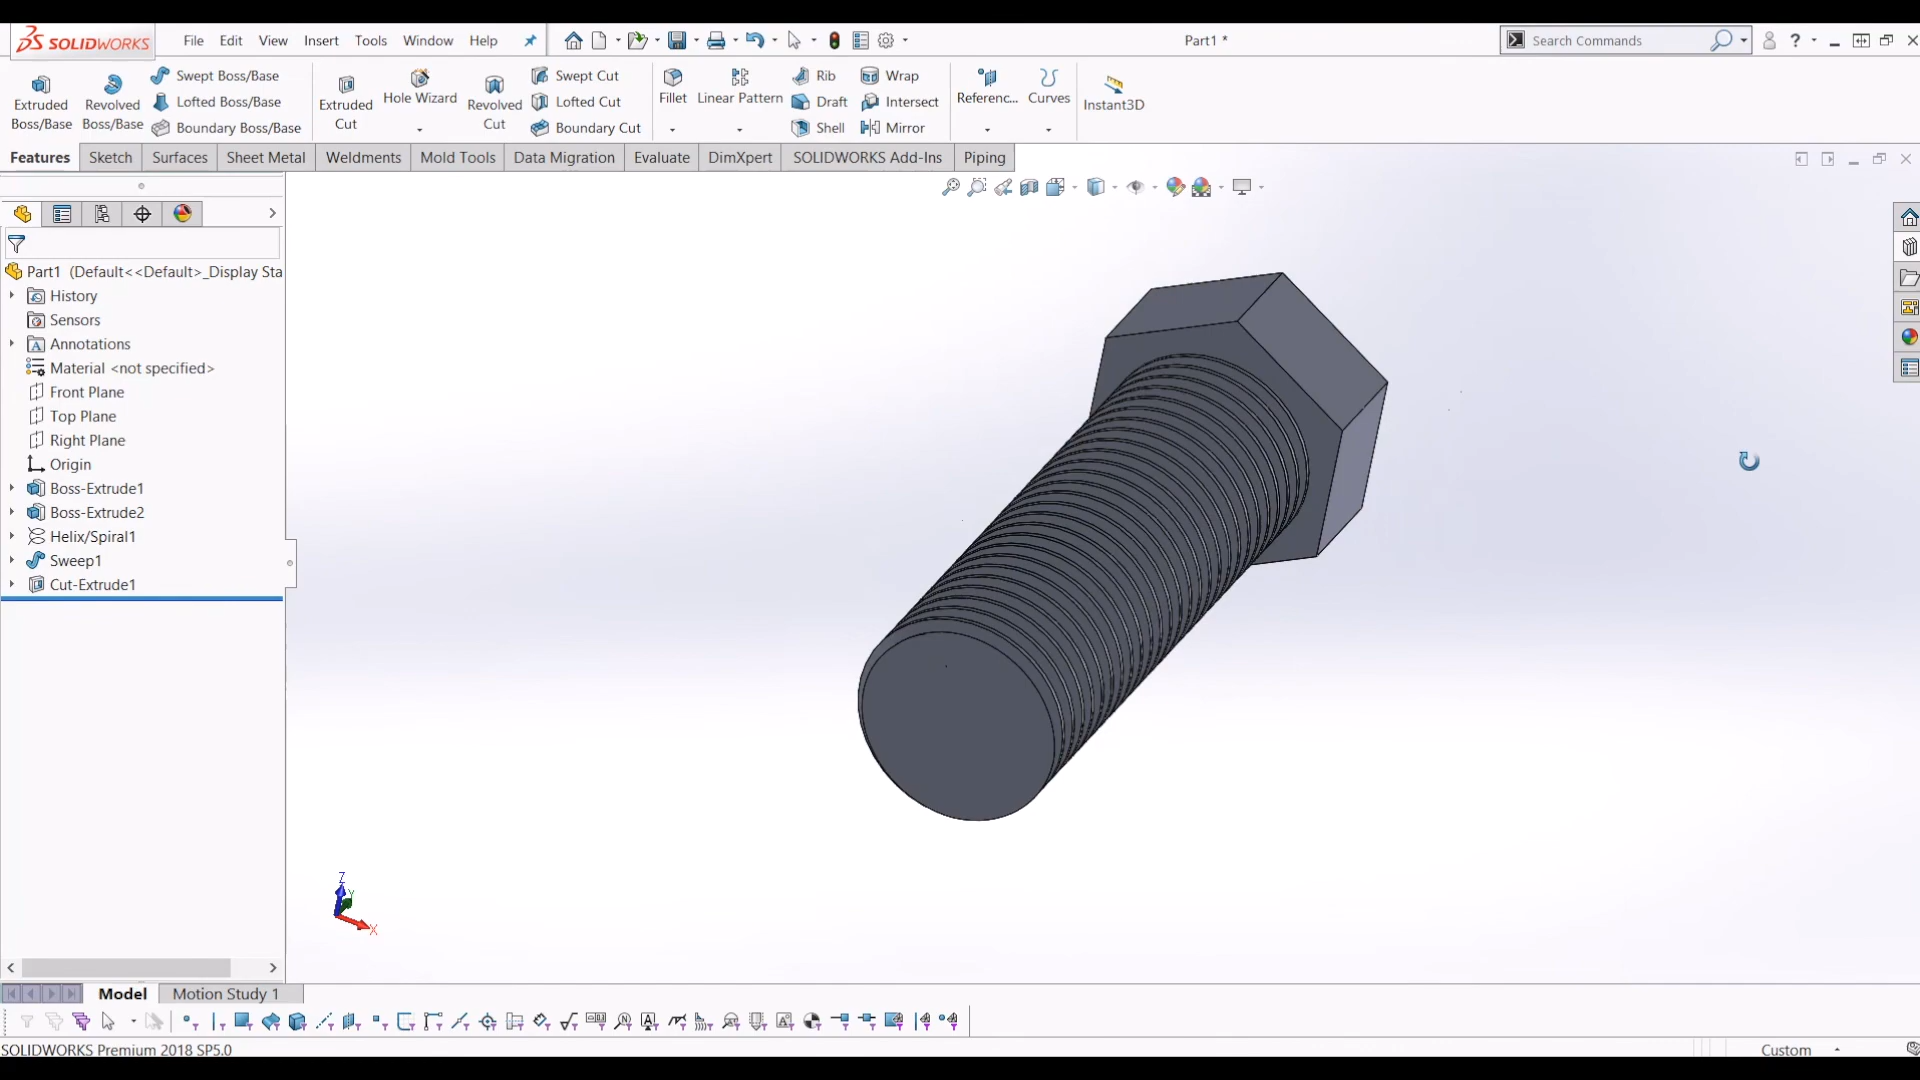 SOLIDWORKS File Edit View Insert Tools Window Help Part1 * Search Commands ?
Extruded Boss/Base
Revolved Boss/Base
Swept Boss/Base
Lofted Boss/Base
Boundary Boss/Base
Extruded Cut
Hole Wizard
Revolved Cut
Swept Cut
Lofted Cut
Boundary Cut
Fillet
Linear Pattern
Rib
Draft
Shell
Wrap
Intersect
Mirror
Referenc...
Curves
Instant3D
Features Sketch Surfaces Sheet Metal Weldments Mold Tools Data Migration Evaluate DimXpert SOLIDWORKS Add-Ins Piping
Part1 (Default<<Default>_Display Sta
History
Sensors
Annotations
Material <not specified>
Front Plane
Top Plane
Right Plane
Origin
Boss-Extrude1
Boss-Extrude2
Helix/Spiral1
Sweep1
Cut-Extrude1
Z
Y
X
Model Motion Study 1
SOLIDWORKS Premium 2018 SP5.0 Custom